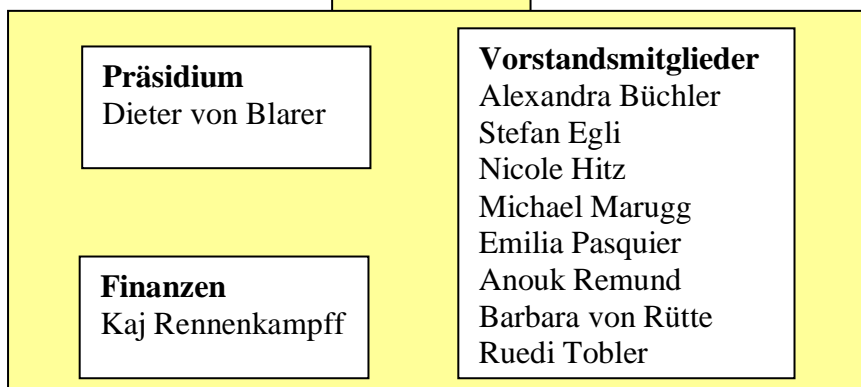 Präsidium
Dieter von Blarer
Finanzen
Kaj Rennenkampff
Vorstandsmitglieder
Alexandra Büchler
Stefan Egli
Nicole Hitz
Michael Marugg
Emilia Pasquier
Anouk Remund
Barbara von Rütte
Ruedi Tobler